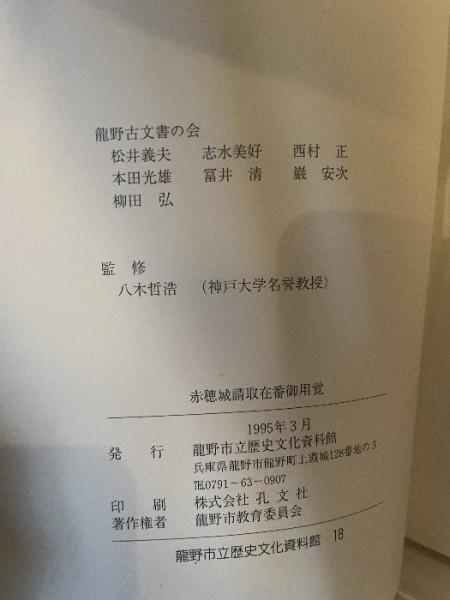 龍野古文書の会
松井義夫 志水美好 西村 正
本田光雄 冨井 清 巌 安次
柳田 弘
監修
八木哲浩 (神戸大学名誉教授)
赤穂城請取在番御用覚
1995年3月
発行 龍野市立歴史文化資料館
兵庫県龍野市龍野町上霞城128番地の3
℡0791-63-0907
印刷 株式会社 孔文社
著作権者 龍野市教育委員会
龍野市立歴史文化資料館 18